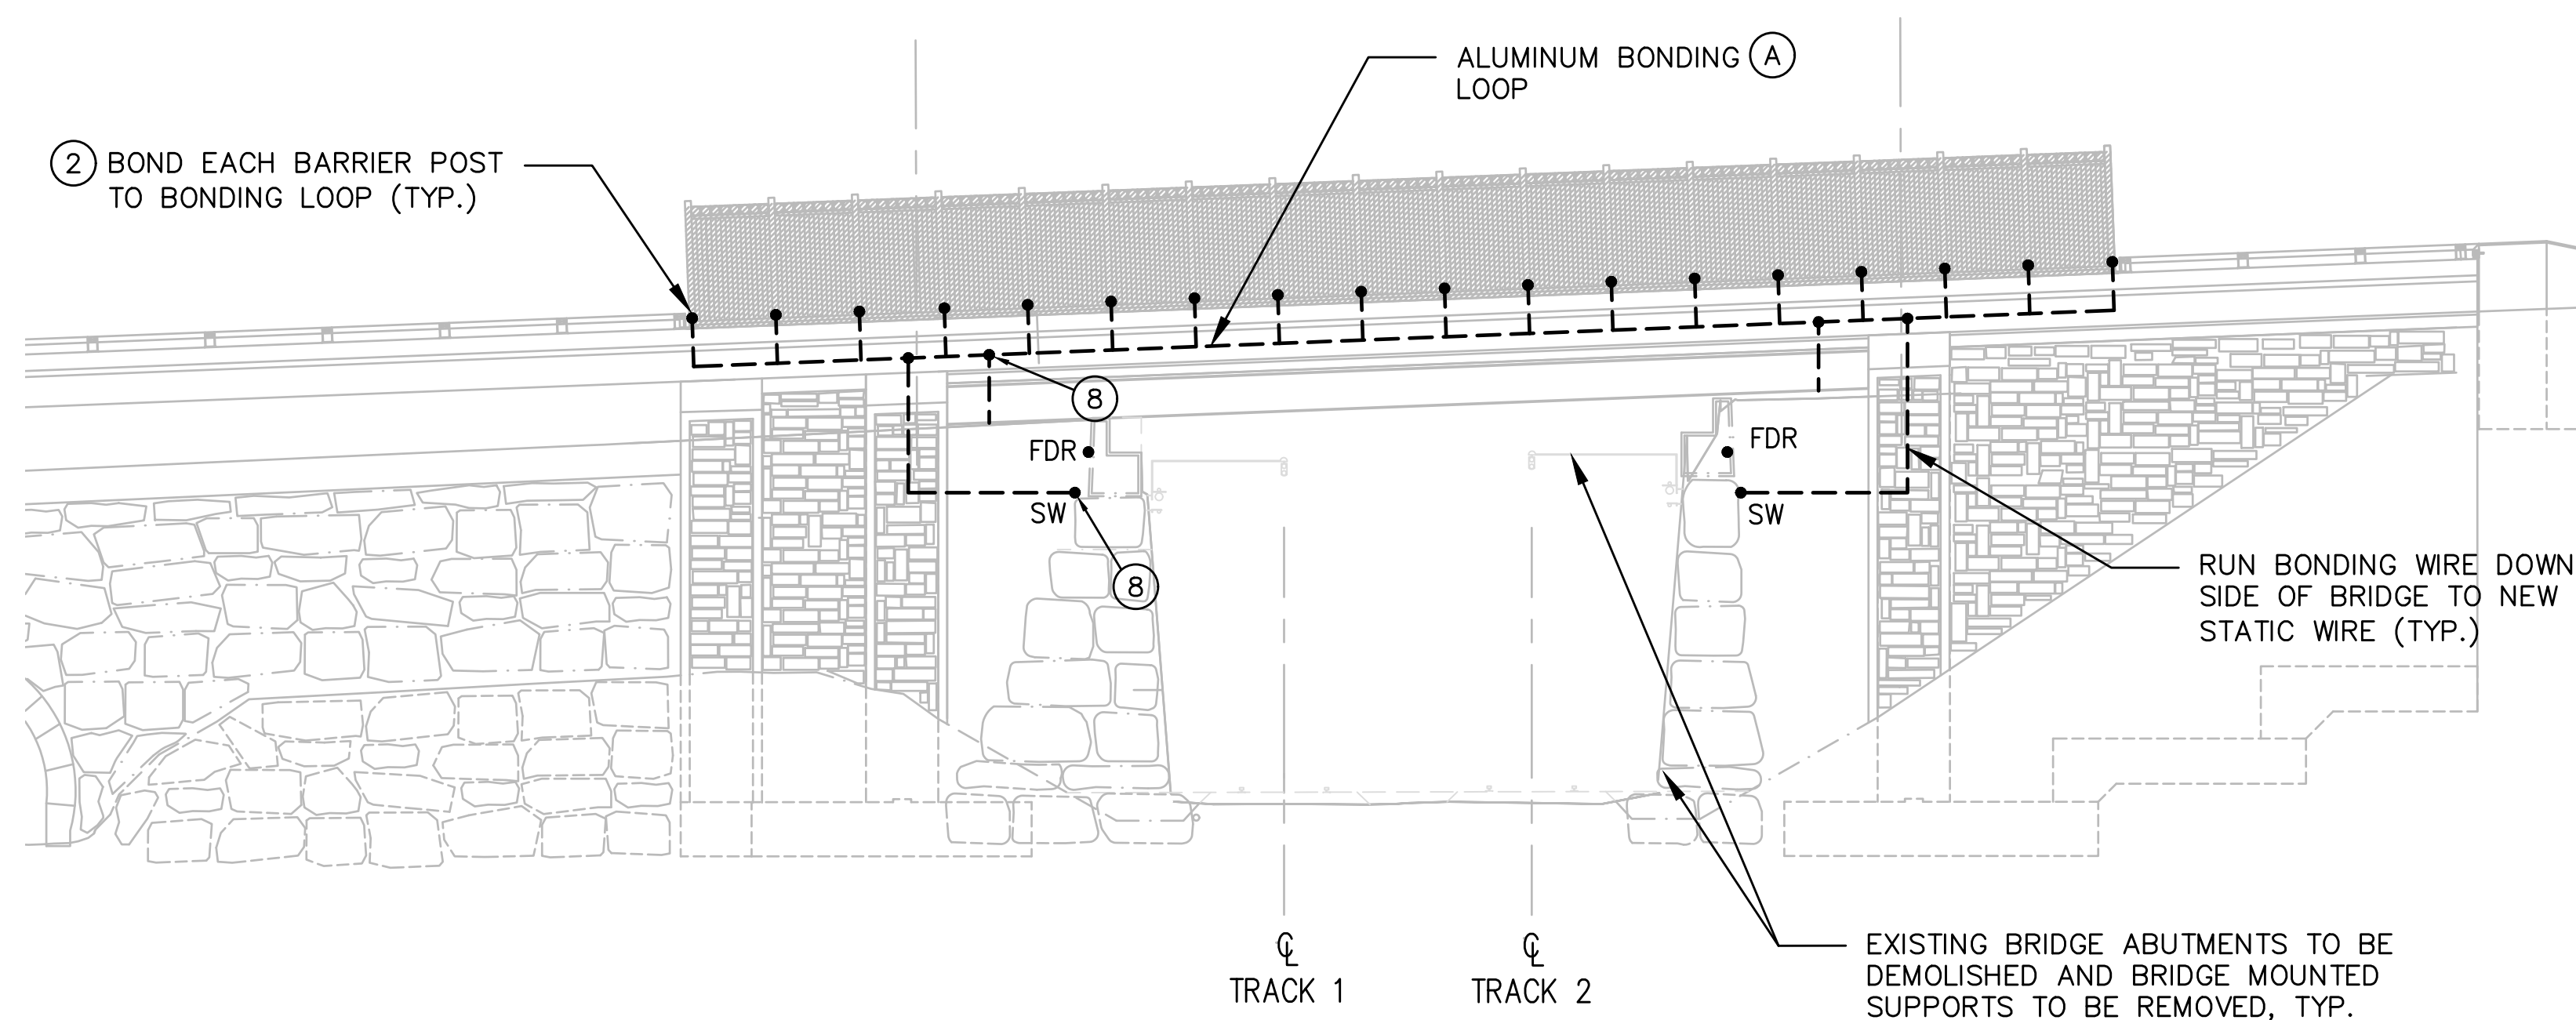 ALUMINUM BONDING A
LOOP
2 BOND EACH BARRIER POST
TO BONDING LOOP (TYP.)
8
FDR
SW
8
FDR
SW
RUN BONDING WIRE DOWN
SIDE OF BRIDGE TO NEW
STATIC WIRE (TYP.)
℄
TRACK 1
℄
TRACK 2
EXISTING BRIDGE ABUTMENTS TO BE
DEMOLISHED AND BRIDGE MOUNTED
SUPPORTS TO BE REMOVED, TYP.